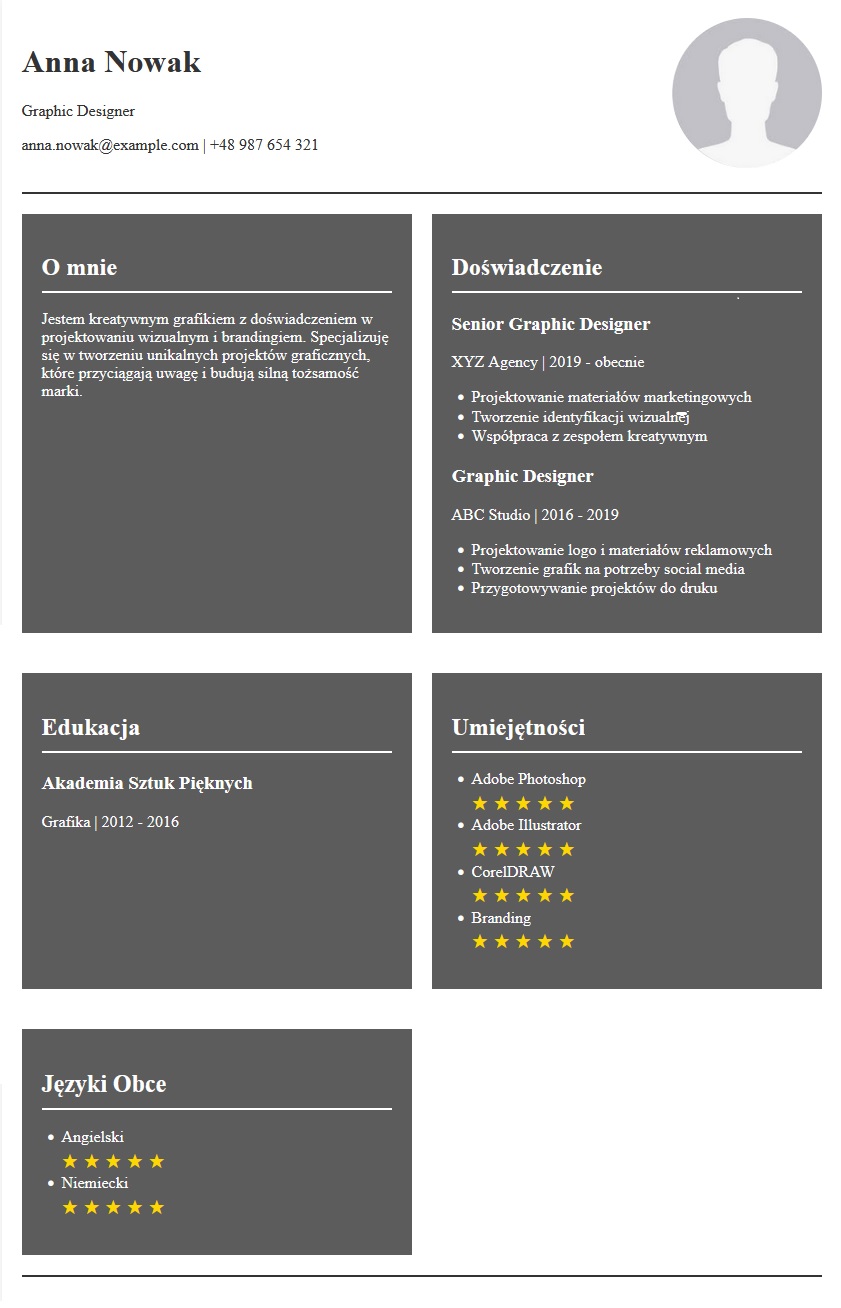 Anna Nowak
Graphic Designer
anna.nowak@example.com | +48 987 654 321
O mnie
Jestem kreatywnym grafikiem z doświadczeniem w
projektowaniu wizualnym i brandingiem. Specjalizuję
się w tworzeniu unikalnych projektów graficznych,
które przyciągają uwagę i budują silną tożsamość
marki.
Doświadczenie
Senior Graphic Designer
XYZ Agency | 2019 - obecnie
• Projektowanie materiałów marketingowych
• Tworzenie identyfikacji wizualnej
• Współpraca z zespołem kreatywnym
Graphic Designer
ABC Studio | 2016 - 2019
• Projektowanie logo i materiałów reklamowych
• Tworzenie grafik na potrzeby social media
• Przygotowywanie projektów do druku
Edukacja
Akademia Sztuk Pięknych
Grafika | 2012 - 2016
Umiejętności
• Adobe Photoshop
★ ★ ★ ★ ★
• Adobe Illustrator
★ ★ ★ ★ ★
• CorelDRAW
★ ★ ★ ★ ★
• Branding
★ ★ ★ ★ ★
Języki Obce
• Angielski
★ ★ ★ ★ ★
• Niemiecki
★ ★ ★ ★ ★